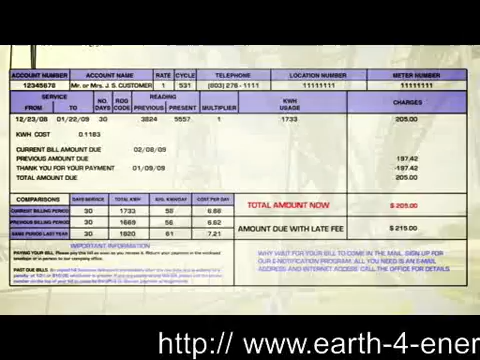 ACCOUNT NUMBER ACCOUNT NAME RATE CYCLE TELEPHONE LOCATION NUMBER METER NUMBER
12345678 Mr. or Mrs. J. S. CUSTOMER 1 531 (803) 276 - 1111 11111111 11111111
SERVICE NO. DAYS RDG CODE READING MULTIPLIER KWH USAGE CHARGES
FROM TO PREVIOUS PRESENT
12/23/08 01/22/09 30 3824 5557 1 1733 205.00
KWH COST 0.1183
CURRENT BILL AMOUNT DUE 02/08/09
PREVIOUS AMOUNT DUE 197.42
THANK YOU FOR YOUR PAYMENT 01/09/09 -197.42
TOTAL AMOUNT DUE 205.00
COMPARISONS DAYS SERVICE TOTAL KWH AVG. KWH/DAY COST PER DAY
CURRENT BILLING PERIOD 30 1733 58 6.88
PREVIOUS BILLING PERIOD 30 1669 56 6.62
SAME PERIOD LAST YEAR 30 1820 61 7.21
TOTAL AMOUNT NOW $ 205.00
AMOUNT DUE WITH LATE FEE $ 215.00
IMPORTANT INFORMATION
PAYING YOUR BILL: Please pay this
PAST DUE BILLS:
WHY WAIT FOR YOUR BILL TO COME IN THE MAIL. SIGN UP FOR
OUR E-NOTIFICATION PROGRAM. ALL YOU NEED IS AN E-MAIL
ADDRESS AND INTERNET ACCESS. CALL THE OFFICE FOR DETAILS.
http:// www.earth-4-ener